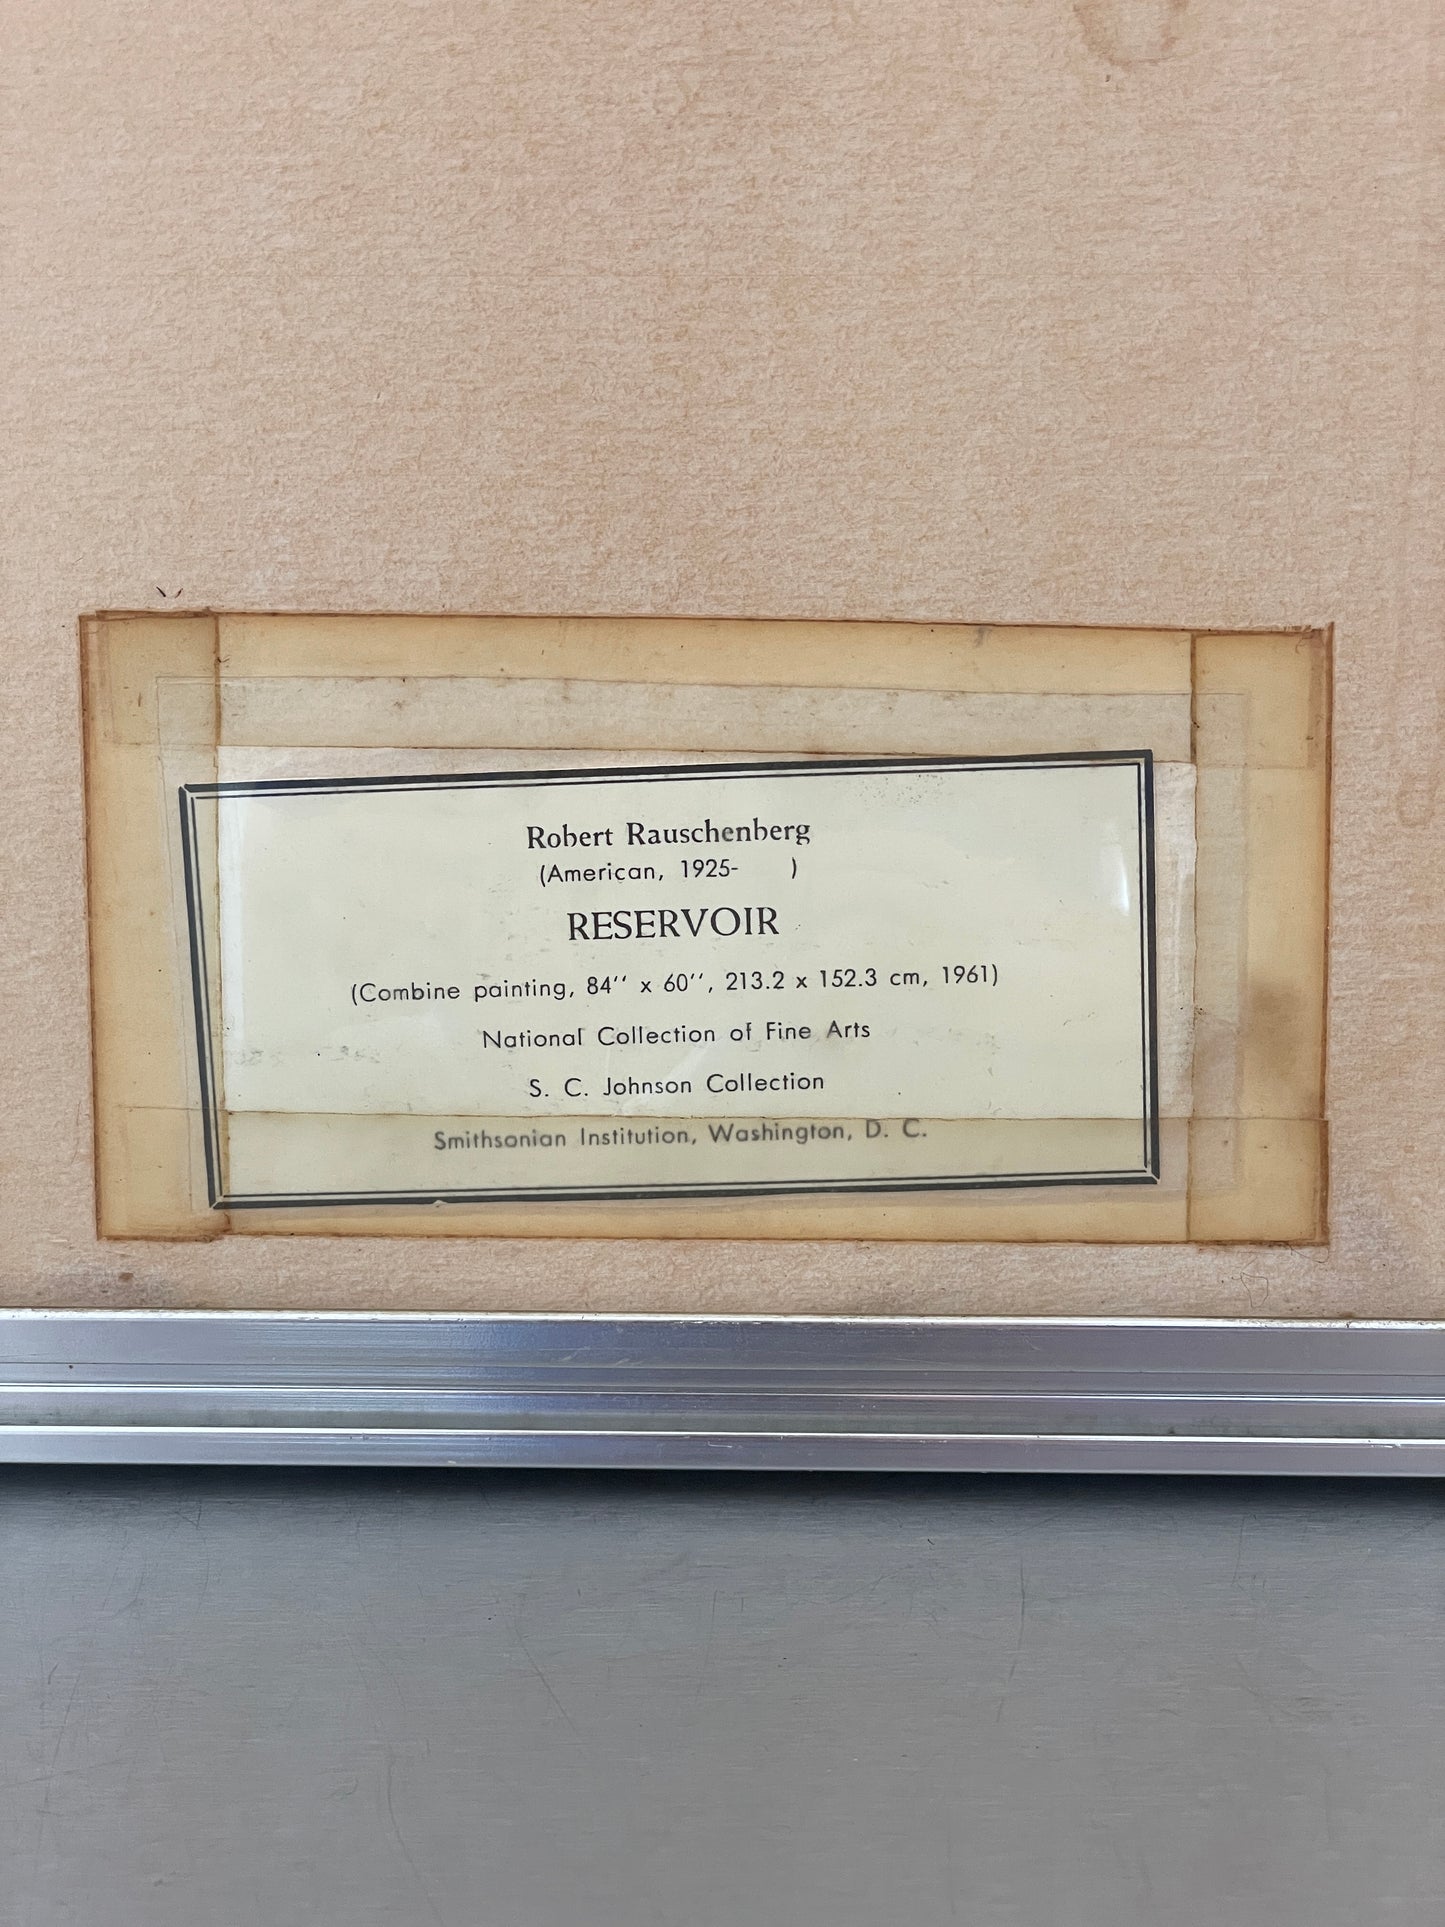 Robert Rauschenberg
(American, 1925-     )
RESERVOIR
(Combine painting, 84'' x 60'', 213.2 x 152.3 cm, 1961)
National Collection of Fine Arts
S. C. Johnson Collection
Smithsonian Institution, Washington, D. C.